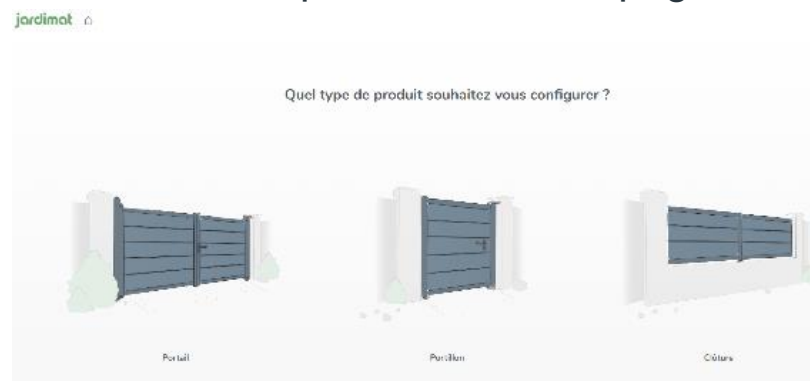 jardimat
Quel type de produit souhaitez vous configurer ?
Portail
Portillon
Clôture